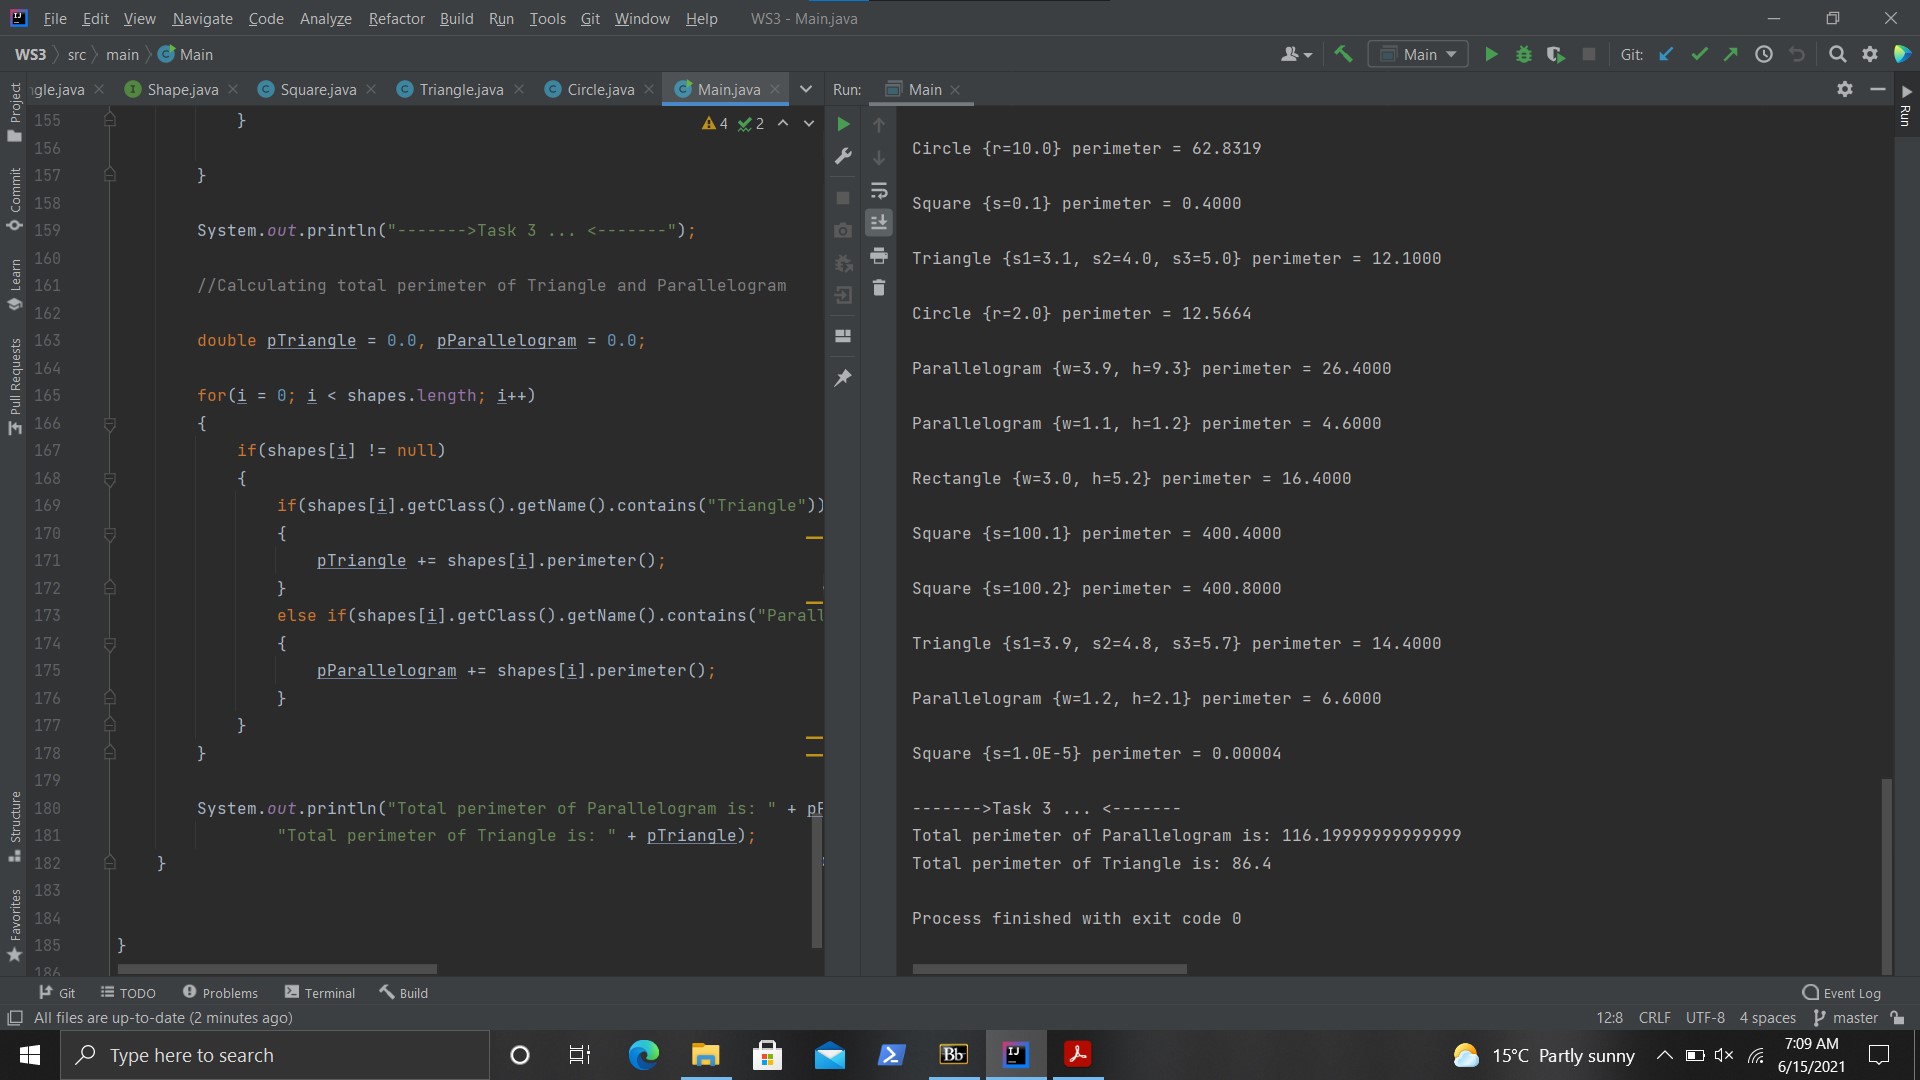 File Edit View Navigate Code Analyze Refactor Build Run Tools Git Window Help WS3 - Main.java
WS3 src main Main
Main Git:
ngle.java Shape.java Square.java Triangle.java Circle.java Main.java
Run: Main
Project
Commit
Learn
Pull Requests
Structure
Favorites
Run
4 2
155 }
156
157 }
158
159 System.out.println("------->Task 3 ... <-------");
160
161 //Calculating total perimeter of Triangle and Parallelogram
162
163 double pTriangle = 0.0, pParallelogram = 0.0;
164
165 for(i = 0; i < shapes.length; i++)
166 {
167 if(shapes[i] != null)
168 {
169 if(shapes[i].getClass().getName().contains("Triangle"))
170 {
171 pTriangle += shapes[i].perimeter();
172 }
173 else if(shapes[i].getClass().getName().contains("Parall
174 {
175 pParallelogram += shapes[i].perimeter();
176 }
177 }
178 }
179
180 System.out.println("Total perimeter of Parallelogram is: " + pP
181 "Total perimeter of Triangle is: " + pTriangle);
182 }
183
184
185 }
186
Circle {r=10.0} perimeter = 62.8319
Square {s=0.1} perimeter = 0.4000
Triangle {s1=3.1, s2=4.0, s3=5.0} perimeter = 12.1000
Circle {r=2.0} perimeter = 12.5664
Parallelogram {w=3.9, h=9.3} perimeter = 26.4000
Parallelogram {w=1.1, h=1.2} perimeter = 4.6000
Rectangle {w=3.0, h=5.2} perimeter = 16.4000
Square {s=100.1} perimeter = 400.4000
Square {s=100.2} perimeter = 400.8000
Triangle {s1=3.9, s2=4.8, s3=5.7} perimeter = 14.4000
Parallelogram {w=1.2, h=2.1} perimeter = 6.6000
Square {s=1.0E-5} perimeter = 0.00004
------->Task 3 ... <-------
Total perimeter of Parallelogram is: 116.19999999999999
Total perimeter of Triangle is: 86.4
Process finished with exit code 0
Git TODO Problems Terminal Build Event Log
All files are up-to-date (2 minutes ago) 12:8 CRLF UTF-8 4 spaces master
Type here to search
Bb
IJ
15°C Partly sunny
7:09 AM
6/15/2021